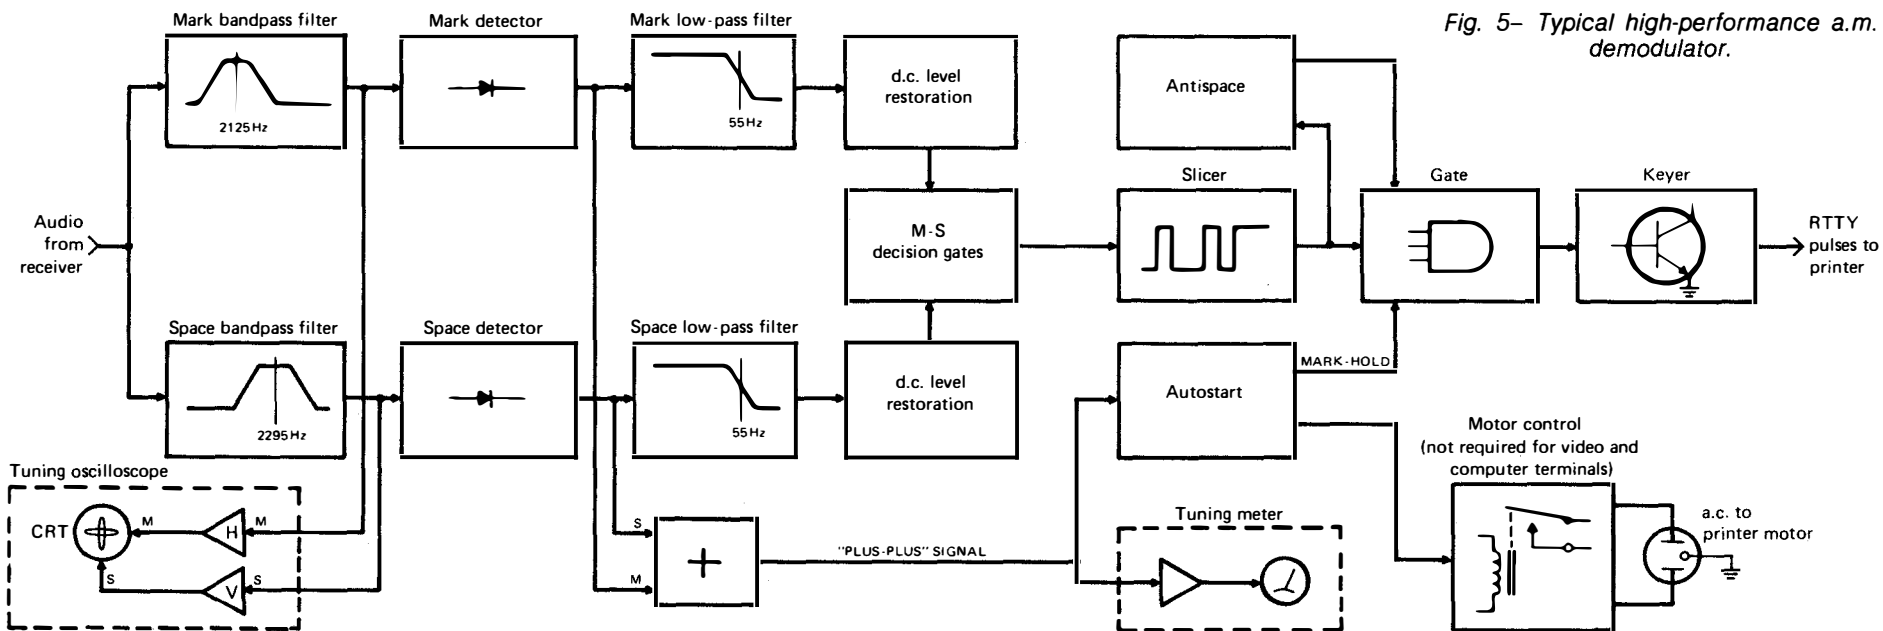 Mark bandpass filter
Mark detector
Mark low-pass filter
Fig. 5– Typical high-performance a.m.
demodulator.
2125Hz
55Hz
d.c. level
restoration
Antispace
Audio
from
receiver
M-S
decision gates
Slicer
Gate
Keyer
RTTY
pulses to
printer
Space bandpass filter
Space detector
Space low-pass filter
2295Hz
55Hz
d.c. level
restoration
Autostart
MARK-HOLD
Motor control
(not required for video and
computer terminals)
Tuning oscilloscope
CRT
M
H
M
S
V
S
S
M
+
"PLUS-PLUS" SIGNAL
Tuning meter
a.c. to
printer motor